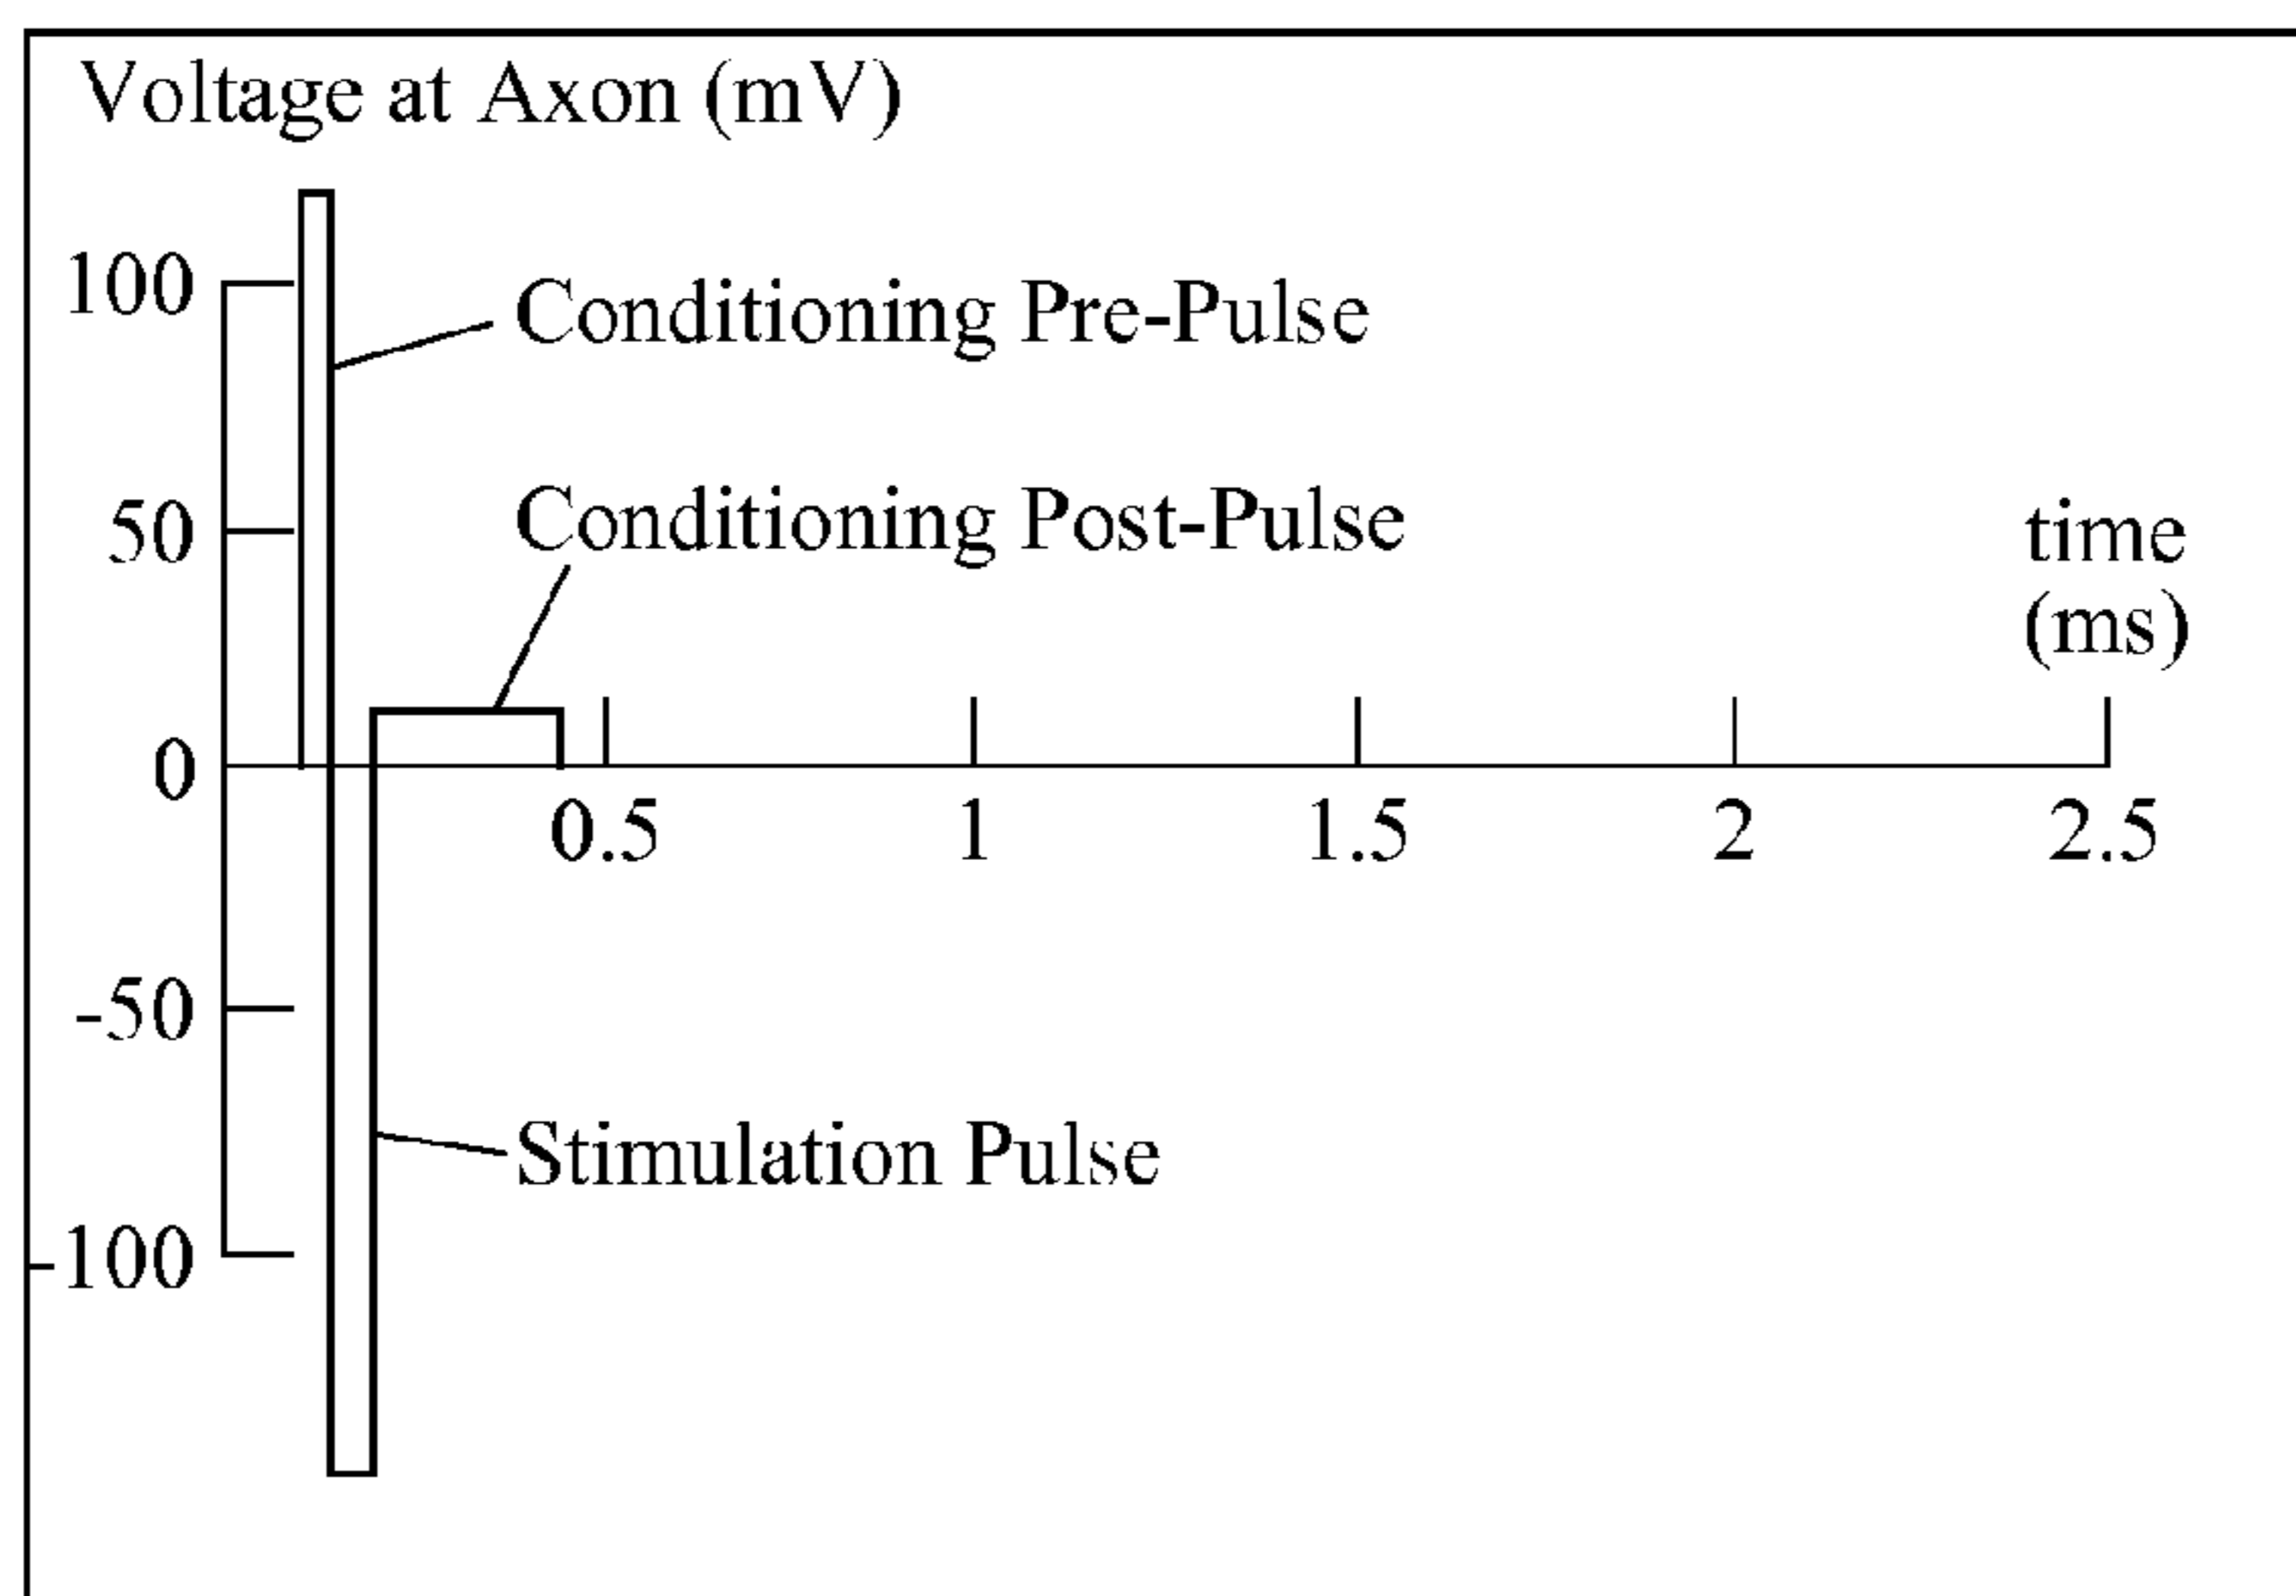 Voltage at Axon (mV)
100
Conditioning Pre-Pulse
50
Conditioning Post-Pulse
time
(ms)
0
0.5 1 1.5 2 2.5
-50
Stimulation Pulse
-100